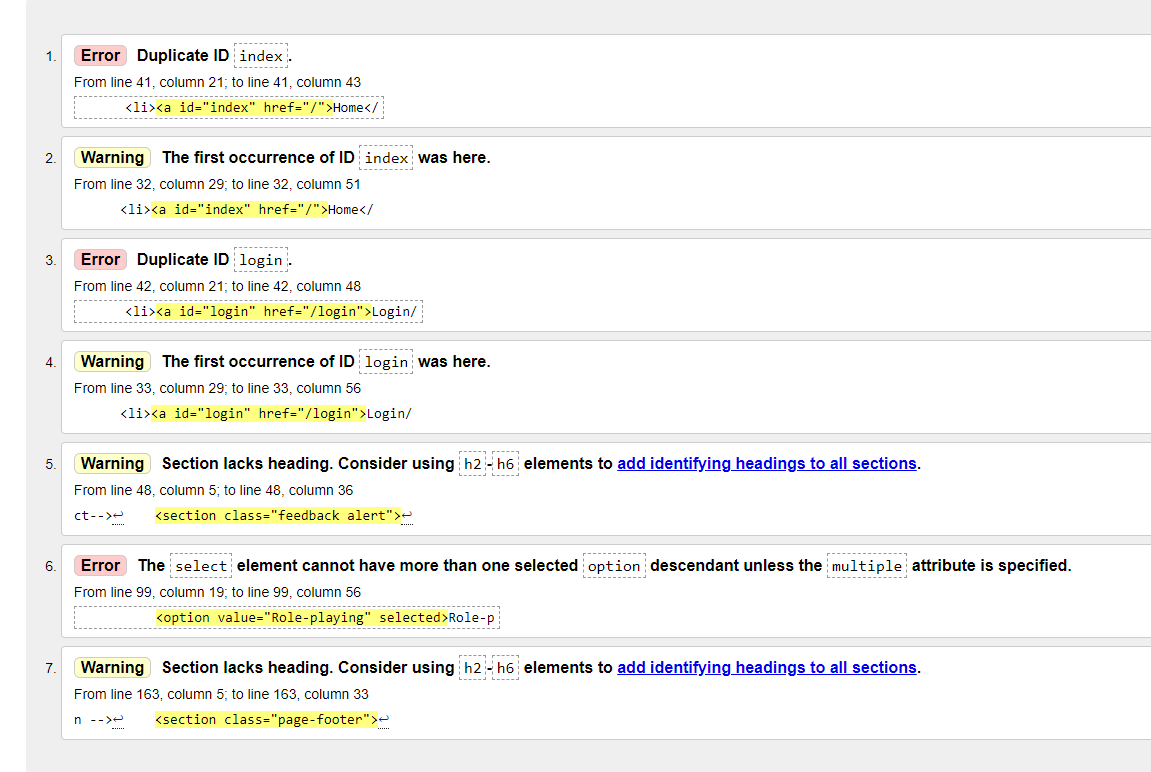 1. Error Duplicate ID index.
From line 41, column 21; to line 41, column 43
<li><a id="index" href="/">Home</
2. Warning The first occurrence of ID index was here.
From line 32, column 29; to line 32, column 51
<li><a id="index" href="/">Home</
3. Error Duplicate ID login.
From line 42, column 21; to line 42, column 48
<li><a id="login" href="/login">Login/
4. Warning The first occurrence of ID login was here.
From line 33, column 29; to line 33, column 56
<li><a id="login" href="/login">Login/
5. Warning Section lacks heading. Consider using h2-h6 elements to add identifying headings to all sections.
From line 48, column 5; to line 48, column 36
ct-->↩ <section class="feedback alert">↩
6. Error The select element cannot have more than one selected option descendant unless the multiple attribute is specified.
From line 99, column 19; to line 99, column 56
<option value="Role-playing" selected>Role-p
7. Warning Section lacks heading. Consider using h2-h6 elements to add identifying headings to all sections.
From line 163, column 5; to line 163, column 33
n -->↩ <section class="page-footer">↩